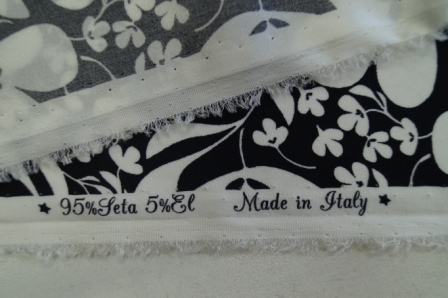 ★ 95%Seta 5%El Made in Italy ★